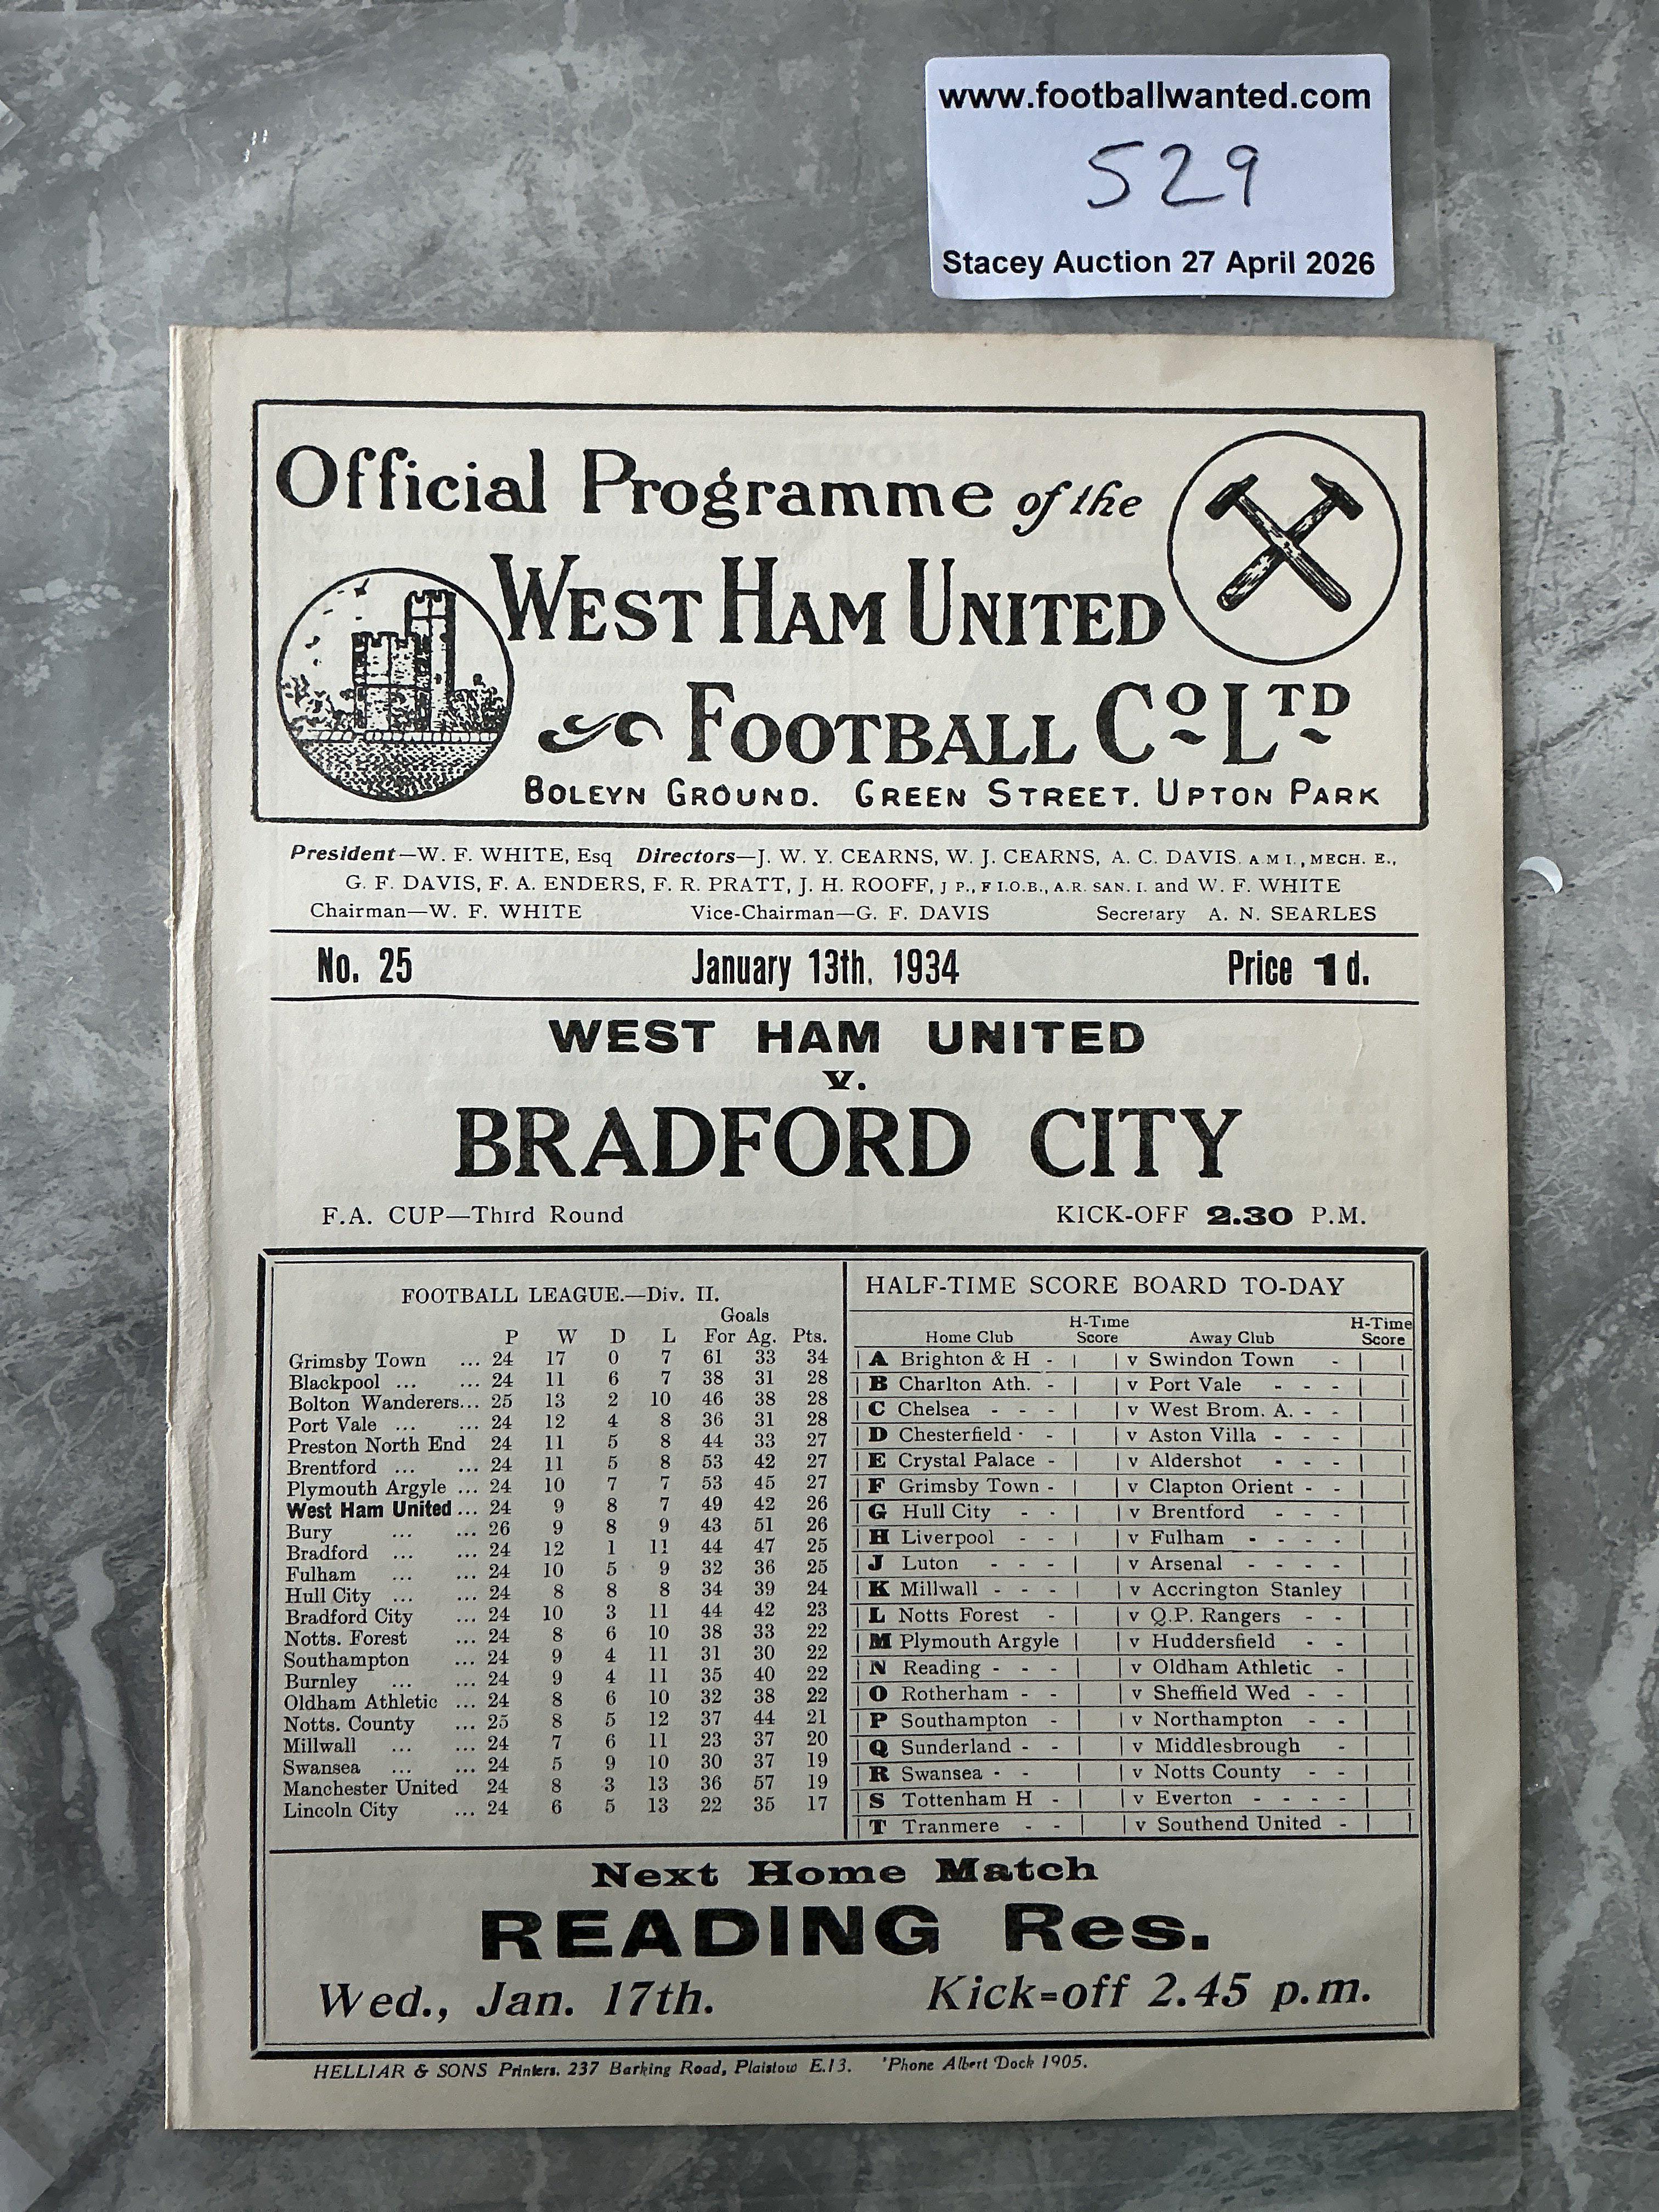 www.footballwanted.com
529
Stacey Auction 27 April 2026
Official Programme of the
WEST HAM UNITED
FOOTBALL CO LTD
BOLEYN GROUND. GREEN STREET. UPTON PARK
President—W. F. WHITE, Esq Directors—J. W. Y. CEARNS, W. J. CEARNS, A. C. DAVIS. A M I., MECH. E.,
G. F. DAVIS, F. A. ENDERS, F. R. PRATT, J. H. ROOFF, J P., F I.O.B., A.R. SAN. I. and W. F. WHITE
Chairman—W. F. WHITE Vice-Chairman—G. F. DAVIS Secretary A. N. SEARLES
No. 25 January 13th, 1934 Price 1d.
WEST HAM UNITED
v.
BRADFORD CITY
F.A. CUP—Third Round KICK-OFF 2.30 P.M.
FOOTBALL LEAGUE.—Div. II.
Goals
P W D L For Ag. Pts.
Grimsby Town ... 24 17 0 7 61 33 34
Blackpool ... ... 24 11 6 7 38 31 28
Bolton Wanderers... 25 13 2 10 46 38 28
Port Vale ... ... 24 12 4 8 36 31 28
Preston North End 24 11 5 8 44 33 27
Brentford ... ... 24 11 5 8 53 42 27
Plymouth Argyle ... 24 10 7 7 53 45 27
West Ham United ... 24 9 8 7 49 42 26
Bury ... ... 26 9 8 9 43 51 26
Bradford ... ... 24 12 1 11 44 47 25
Fulham ... ... 24 10 5 9 32 36 25
Hull City ... ... 24 8 8 8 34 39 24
Bradford City ... 24 10 3 11 44 42 23
Notts. Forest ... 24 8 6 10 38 33 22
Southampton ... 24 9 4 11 31 30 22
Burnley ... ... 24 9 4 11 35 40 22
Oldham Athletic ... 24 8 6 10 32 38 22
Notts. County ... 25 8 5 12 37 44 21
Millwall ... ... 24 7 6 11 23 37 20
Swansea ... ... 24 5 9 10 30 37 19
Manchester United 24 8 3 13 36 57 19
Lincoln City ... 24 6 5 13 22 35 17
HALF-TIME SCORE BOARD TO-DAY
Home Club H-Time Score Away Club H-Time Score
A Brighton & H - v Swindon Town -
B Charlton Ath. - v Port Vale - - -
C Chelsea - - - v West Brom. A. - -
D Chesterfield - - v Aston Villa - - -
E Crystal Palace - v Aldershot - - -
F Grimsby Town - v Clapton Orient - -
G Hull City - - v Brentford - - - -
H Liverpool - - v Fulham - - - -
J Luton - - - v Arsenal - - - -
K Millwall - - - v Accrington Stanley
L Notts Forest - v Q.P. Rangers - -
M Plymouth Argyle v Huddersfield - -
N Reading - - - v Oldham Athletic -
O Rotherham - - v Sheffield Wed - -
P Southampton - v Northampton - -
Q Sunderland - - v Middlesbrough -
R Swansea - - v Notts County - -
S Tottenham H - v Everton - - - -
T Tranmere - - v Southend United -
Next Home Match
READING Res.
Wed., Jan. 17th. Kick=off 2.45 p.m.
HELLIAR & SONS Printers. 237 Barking Road, Plaistow E.13. 'Phone Albert Dock 1905.